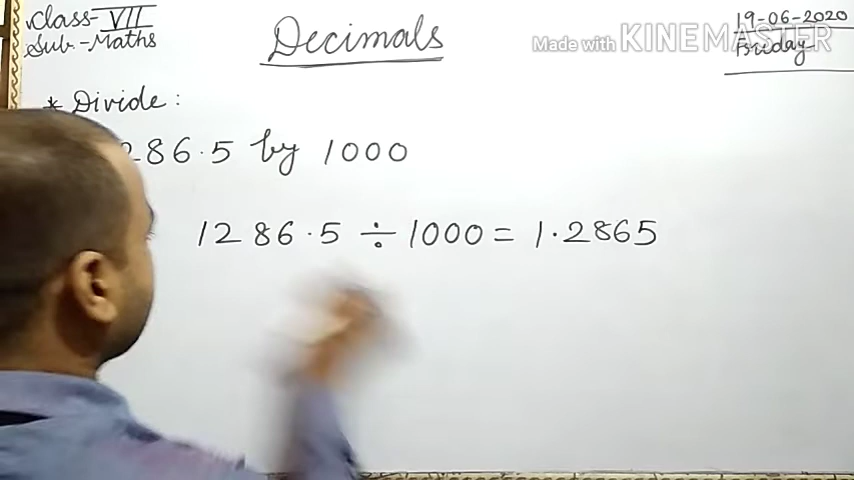 Class-VII
Sub.-Maths
Decimals
Made with KINEMASTER
19-06-2020
Friday
* Divide:
286.5 by 1000
1286.5 ÷ 1000 = 1.2865